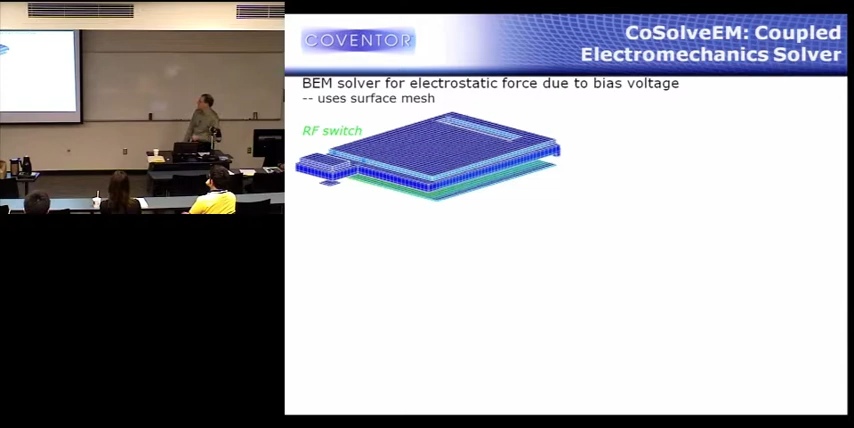 COVENTOR
CoSolveEM: Coupled
Electromechanics Solver
BEM solver for electrostatic force due to bias voltage
-- uses surface mesh
RF switch